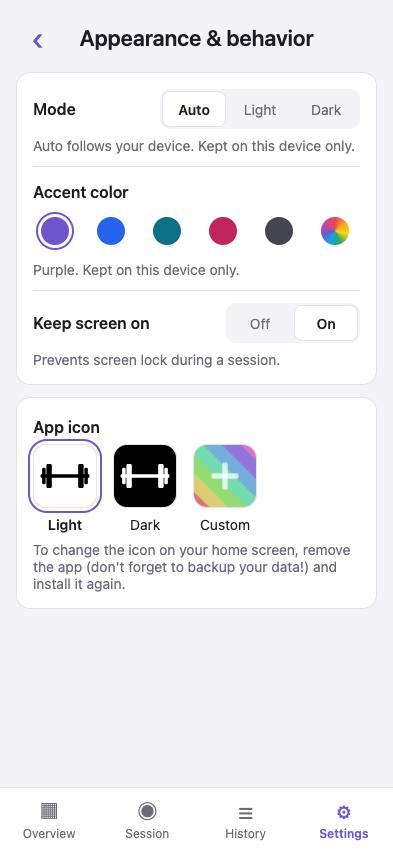 Appearance & behavior
Mode
Auto
Light
Dark
Auto follows your device. Kept on this device only.
Accent color
Purple. Kept on this device only.
Keep screen on
Off
On
Prevents screen lock during a session.
App icon
Light
Dark
Custom
To change the icon on your home screen, remove
the app (don't forget to backup your data!) and
install it again.
Overview
Session
History
Settings